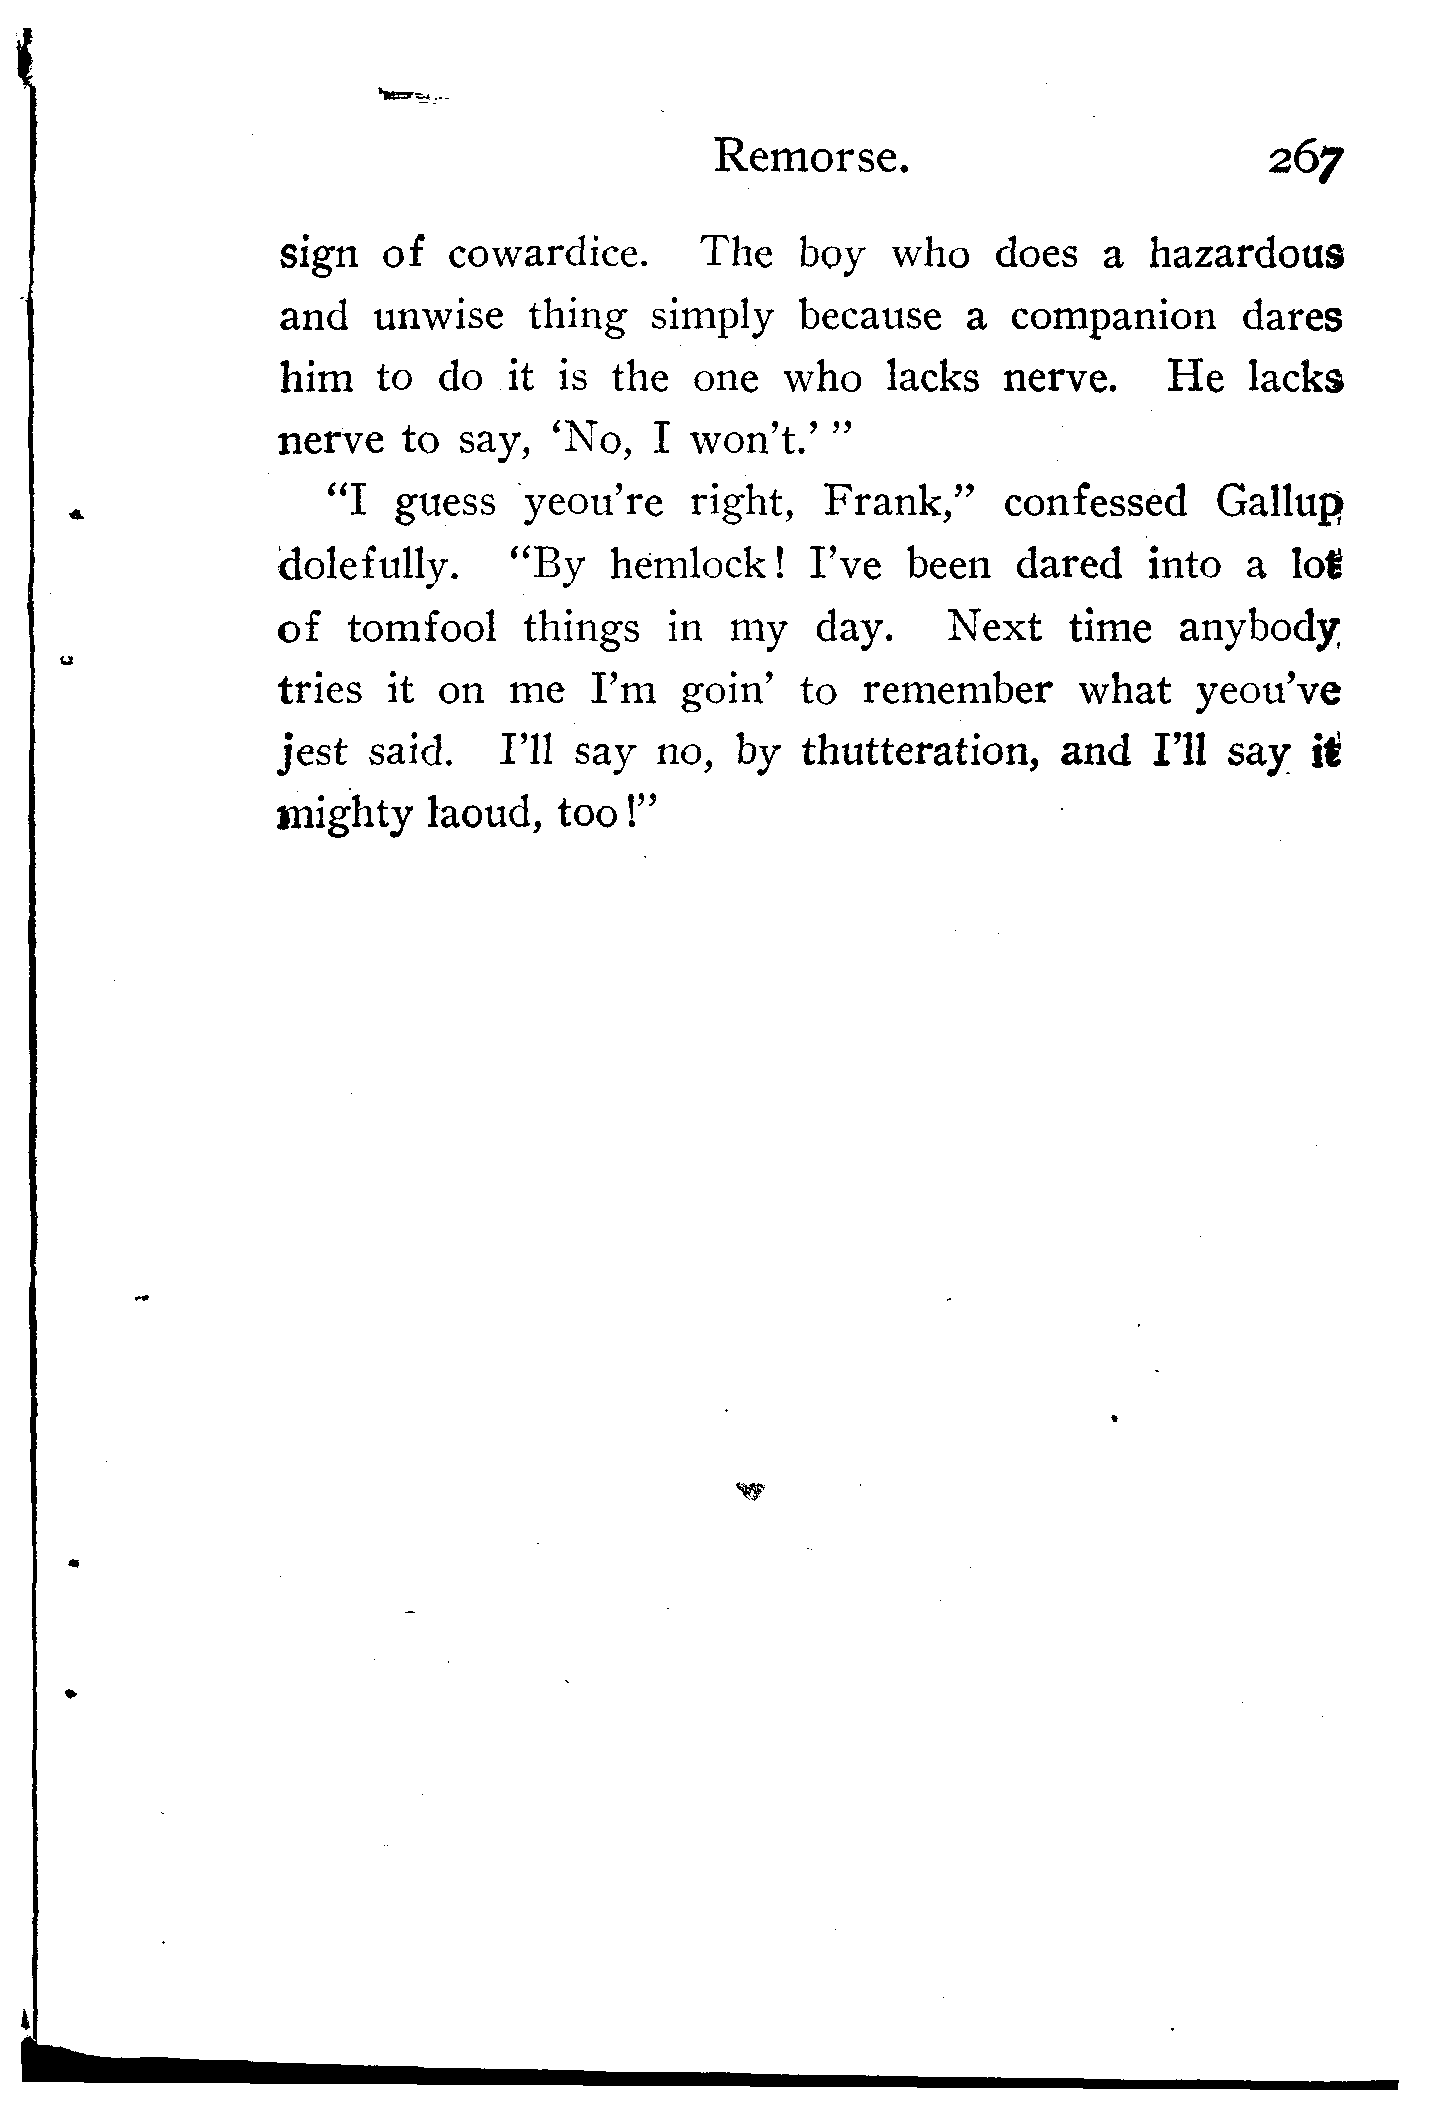 Remorse. 267
sign of cowardice. The boy who does a hazardous
and unwise thing simply because a companion dares
him to do it is the one who lacks nerve. He lacks
nerve to say, ‘No, I won’t.’ ”
“I guess yeou’re right, Frank,” confessed Gallup
dolefully. “By hemlock! I’ve been dared into a lot
of tomfool things in my day. Next time anybody
tries it on me I’m goin’ to remember what yeou’ve
jest said. I’ll say no, by thutteration, and I’ll say it
mighty laoud, too!”